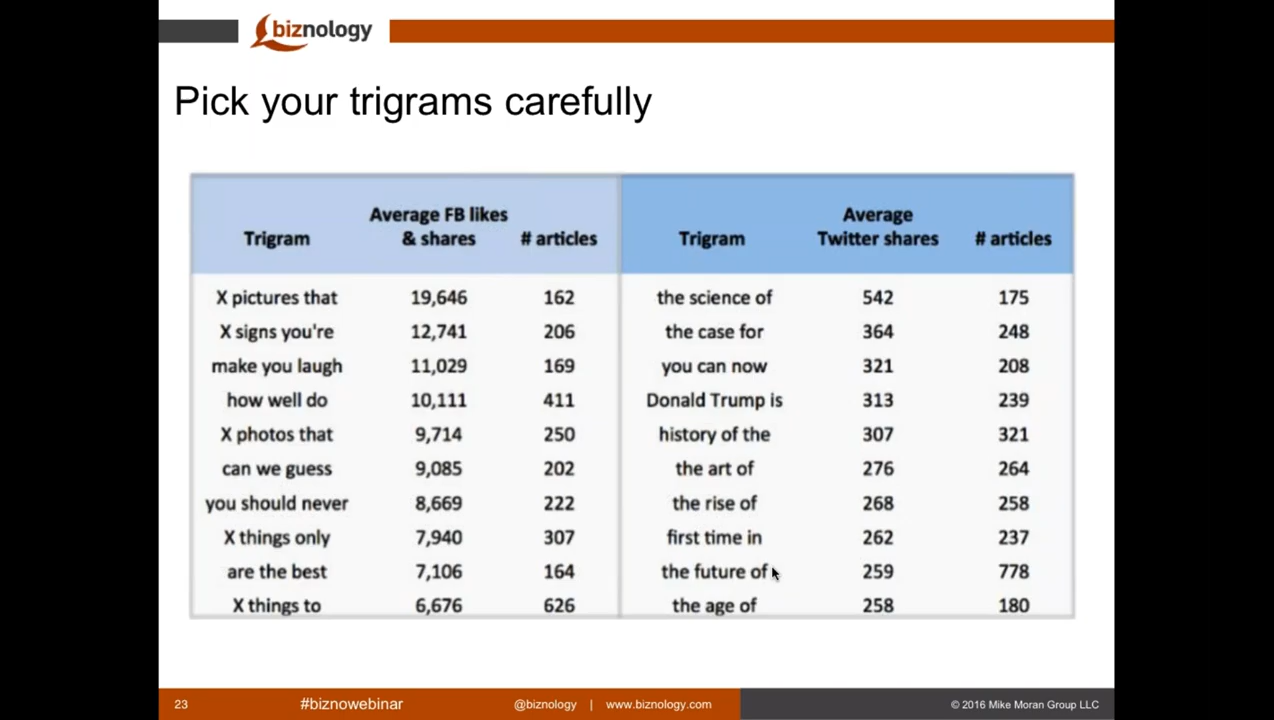 biznology
Pick your trigrams carefully
Trigram Average FB likes & shares # articles Trigram Average Twitter shares # articles
X pictures that 19,646 162 the science of 542 175
X signs you're 12,741 206 the case for 364 248
make you laugh 11,029 169 you can now 321 208
how well do 10,111 411 Donald Trump is 313 239
X photos that 9,714 250 history of the 307 321
can we guess 9,085 202 the art of 276 264
you should never 8,669 222 the rise of 268 258
X things only 7,940 307 first time in 262 237
are the best 7,106 164 the future of 259 778
X things to 6,676 626 the age of 258 180
23 #biznowebinar @biznology | www.biznology.com © 2016 Mike Moran Group LLC